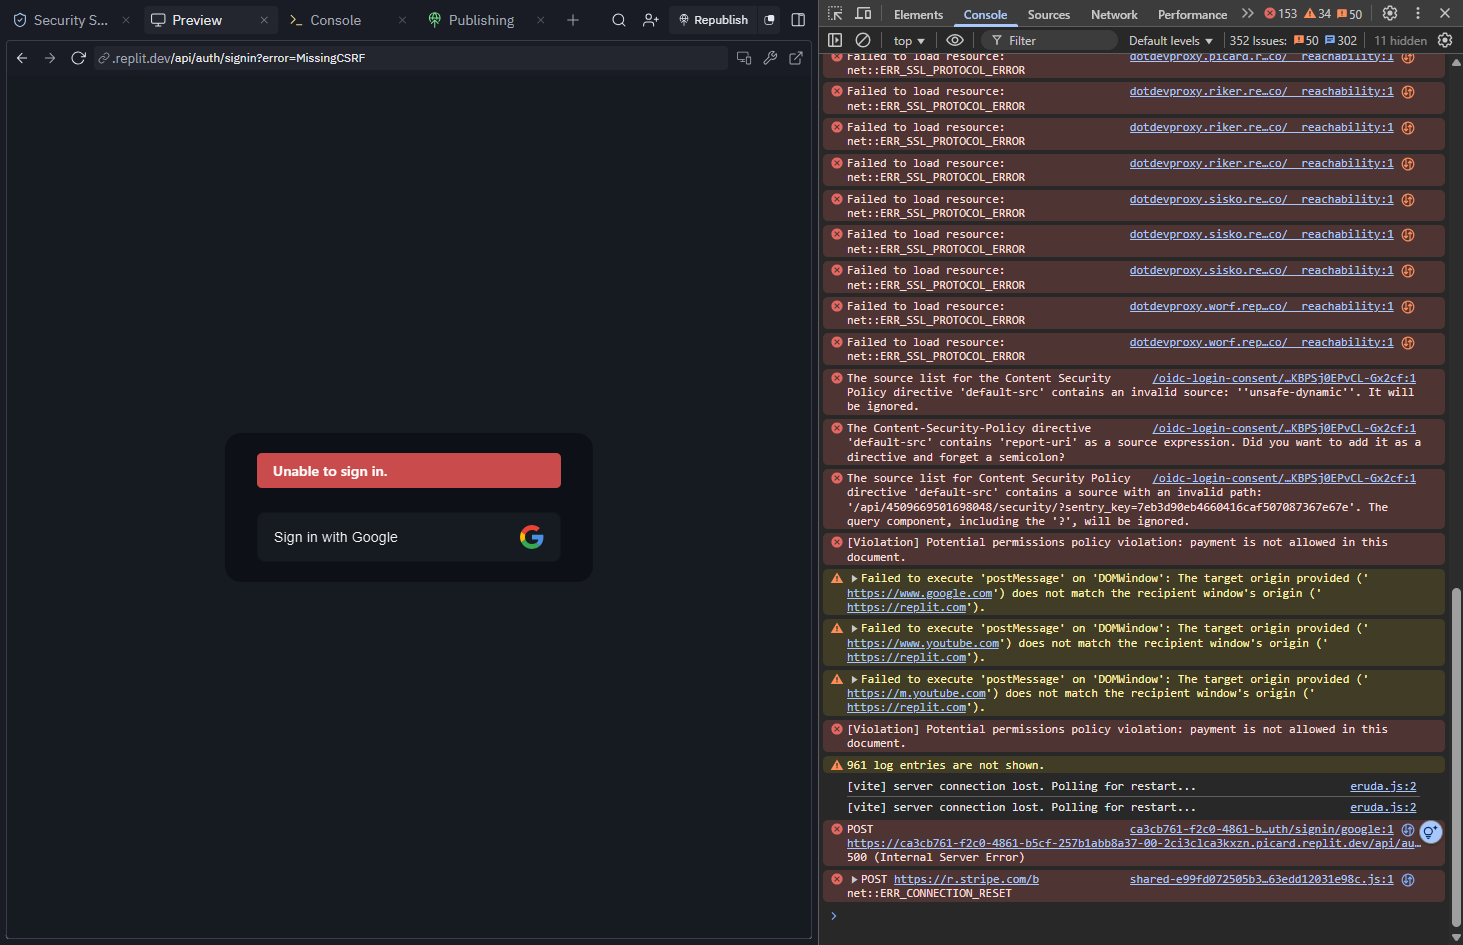 Security S...
Preview
Console
Publishing
Republish
.replit.dev/api/auth/signin?error=MissingCSRF
Unable to sign in.
Sign in with Google
Elements
Console
Sources
Network
Performance
153
34
50
top
Filter
Default levels
352 Issues:
50
302
11 hidden
Failed to load resource: dotdevproxy.picard.r…co/__reachability:1
net::ERR_SSL_PROTOCOL_ERROR
Failed to load resource: dotdevproxy.riker.re…co/__reachability:1
net::ERR_SSL_PROTOCOL_ERROR
Failed to load resource: dotdevproxy.riker.re…co/__reachability:1
net::ERR_SSL_PROTOCOL_ERROR
Failed to load resource: dotdevproxy.riker.re…co/__reachability:1
net::ERR_SSL_PROTOCOL_ERROR
Failed to load resource: dotdevproxy.sisko.re…co/__reachability:1
net::ERR_SSL_PROTOCOL_ERROR
Failed to load resource: dotdevproxy.sisko.re…co/__reachability:1
net::ERR_SSL_PROTOCOL_ERROR
Failed to load resource: dotdevproxy.sisko.re…co/__reachability:1
net::ERR_SSL_PROTOCOL_ERROR
Failed to load resource: dotdevproxy.worf.rep…co/__reachability:1
net::ERR_SSL_PROTOCOL_ERROR
Failed to load resource: dotdevproxy.worf.rep…co/__reachability:1
net::ERR_SSL_PROTOCOL_ERROR
The source list for the Content Security /oidc-login-consent/…KBPSj0EPvCL-Gx2cf:1
Policy directive 'default-src' contains an invalid source: ''unsafe-dynamic''. It will
be ignored.
The Content-Security-Policy directive /oidc-login-consent/…KBPSj0EPvCL-Gx2cf:1
'default-src' contains 'report-uri' as a source expression. Did you want to add it as a
directive and forget a semicolon?
The source list for Content Security Policy /oidc-login-consent/…KBPSj0EPvCL-Gx2cf:1
directive 'default-src' contains a source with an invalid path:
'/api/4509669501698048/security/?sentry_key=7eb3d90eb4660416caf507087367e67e'. The
query component, including the '?', will be ignored.
[Violation] Potential permissions policy violation: payment is not allowed in this
document.
Failed to execute 'postMessage' on 'DOMWindow': The target origin provided ('
https://www.google.com') does not match the recipient window's origin ('
https://replit.com').
Failed to execute 'postMessage' on 'DOMWindow': The target origin provided ('
https://www.youtube.com') does not match the recipient window's origin ('
https://replit.com').
Failed to execute 'postMessage' on 'DOMWindow': The target origin provided ('
https://m.youtube.com') does not match the recipient window's origin ('
https://replit.com').
[Violation] Potential permissions policy violation: payment is not allowed in this
document.
961 log entries are not shown.
[vite] server connection lost. Polling for restart... eruda.js:2
[vite] server connection lost. Polling for restart... eruda.js:2
POST ca3cb761-f2c0-4861-b…uth/signin/google:1
https://ca3cb761-f2c0-4861-b5cf-257b1abb8a37-00-2ci3clca3kxzn.picard.replit.dev/api/au…
500 (Internal Server Error)
POST https://r.stripe.com/b shared-e99fd072505b3…63edd12031e98c.js:1
net::ERR_CONNECTION_RESET